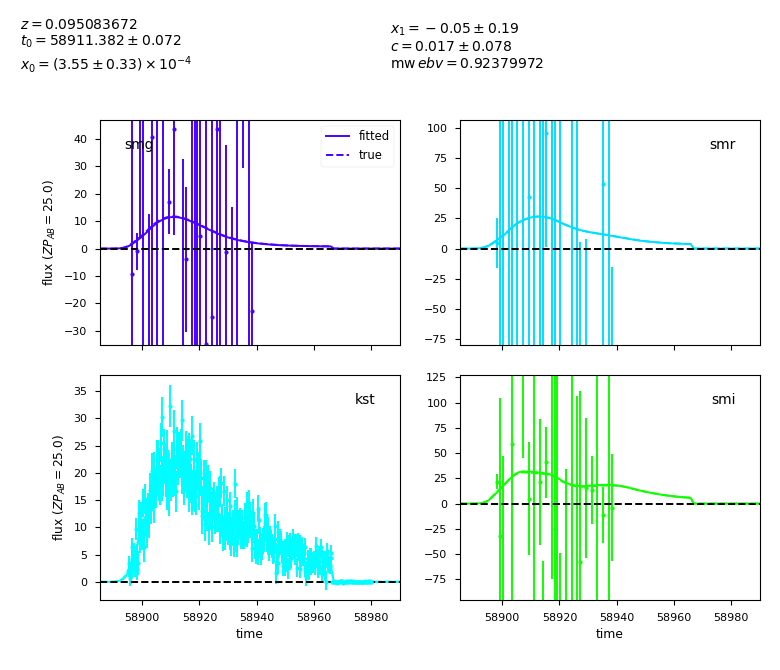 z = 0.095083672
t₀ = 58911.382 ± 0.072
x₀ = (3.55 ± 0.33) × 10⁻⁴
x₁ = −0.05 ± 0.19
c = 0.017 ± 0.078
mw ebv = 0.92379972
smg
fitted
true
40
30
20
10
0
−10
−20
−30
flux (ZP_AB = 25.0)
smr
100
75
50
25
0
−25
−50
−75
kst
35
30
25
20
15
10
5
0
flux (ZP_AB = 25.0)
58900 58920 58940 58960 58980
time
smi
125
100
75
50
25
0
−25
−50
−75
58900 58920 58940 58960 58980
time